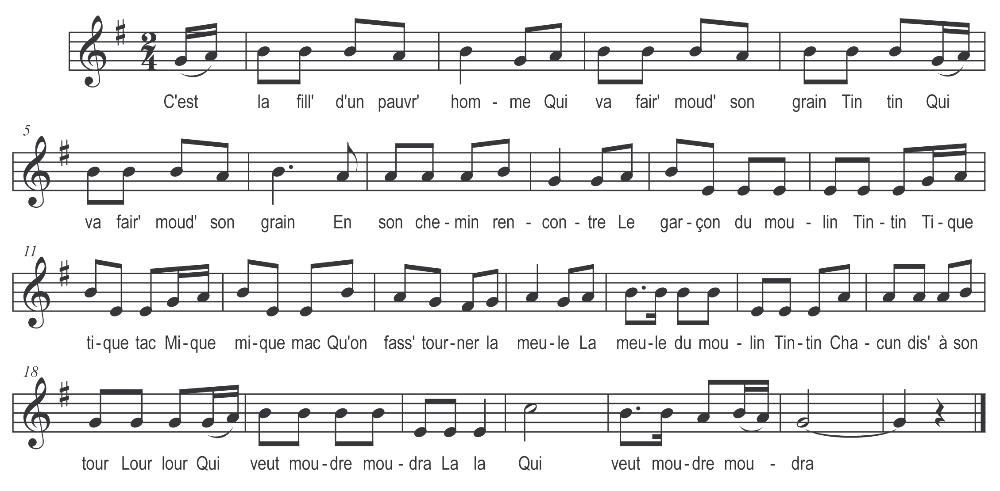 2
4
C'est la fill' d'un pauvr' hom - me Qui va fair' moud' son grain Tin tin Qui
5
va fair' moud' son grain En son che - min ren - con - tre Le gar - çon du mou - lin Tin - tin Ti - que
11
ti - que tac Mi - que mi - que mac Qu'on fass' tour - ner la meu - le La meu - le du mou - lin Tin - tin Cha - cun dis' à son
18
tour Lour lour Qui veut mou - dre mou - dra La la Qui veut mou - dre mou - dra